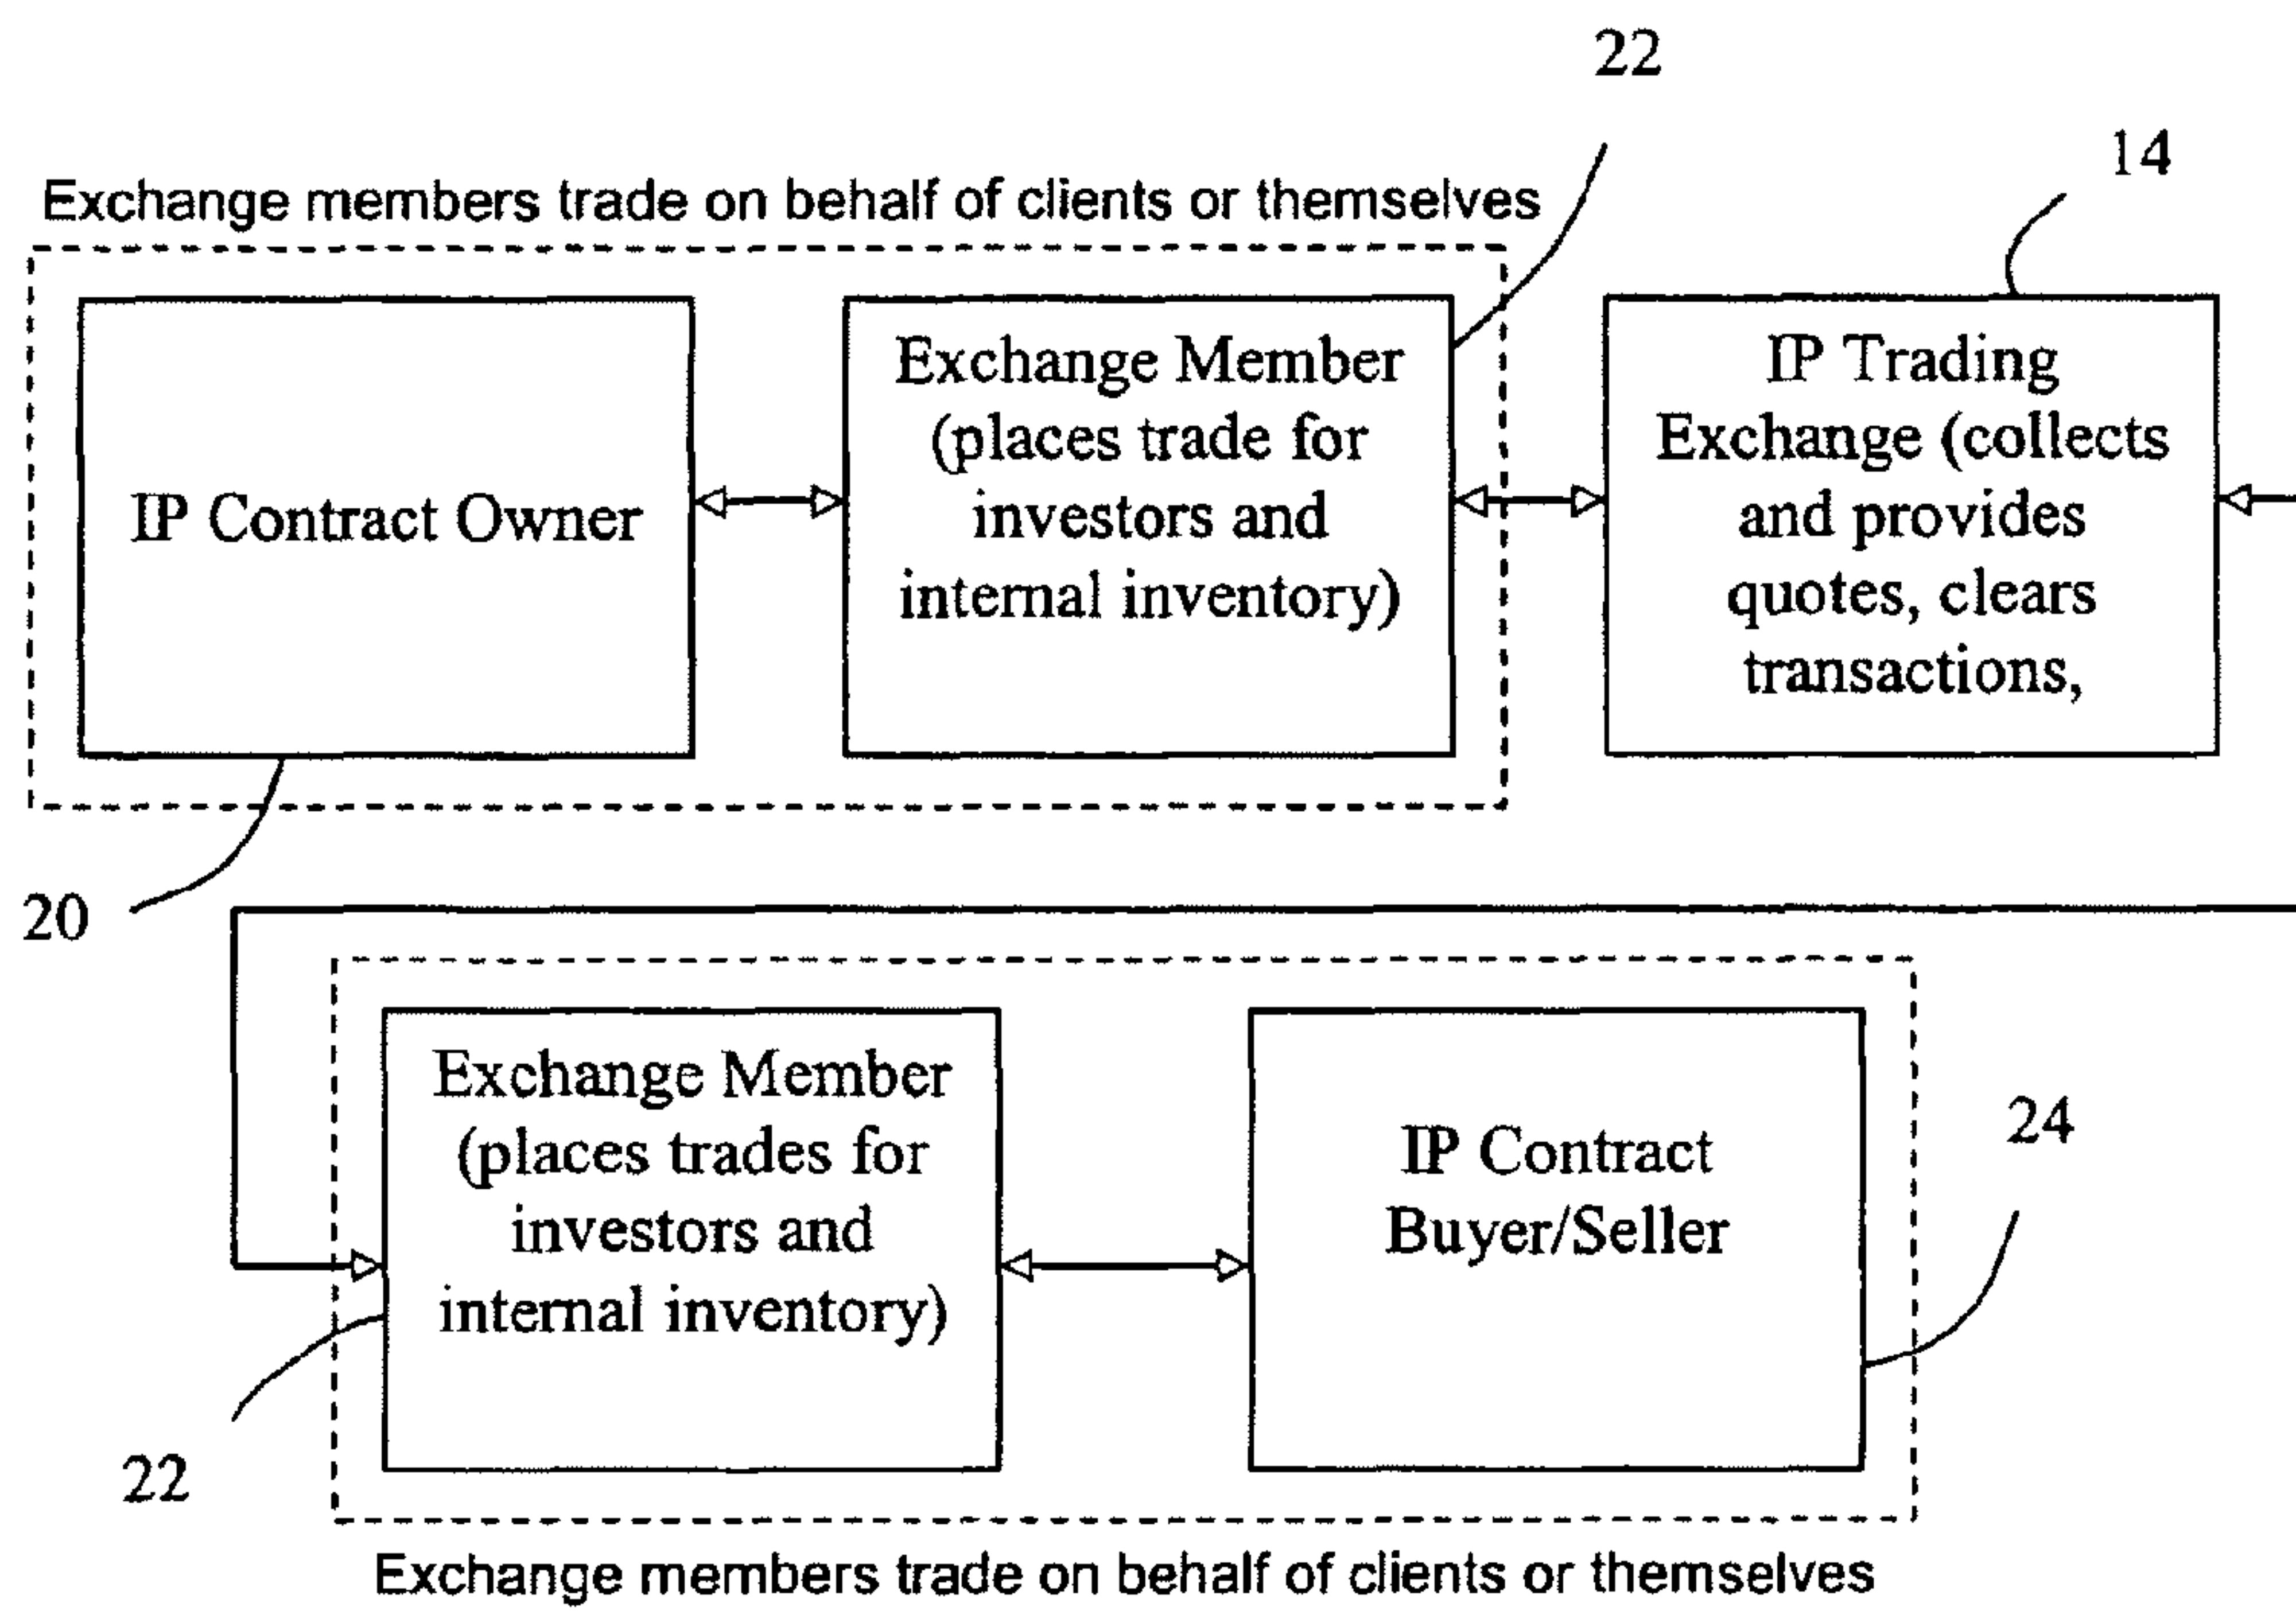 22
14
Exchange members trade on behalf of clients or themselves
IP Contract Owner
Exchange Member
(places trade for
investors and
internal inventory)
IP Trading
Exchange (collects
and provides
quotes, clears
transactions,
20
Exchange Member
(places trades for
investors and
internal inventory)
IP Contract
Buyer/Seller
24
22
Exchange members trade on behalf of clients or themselves